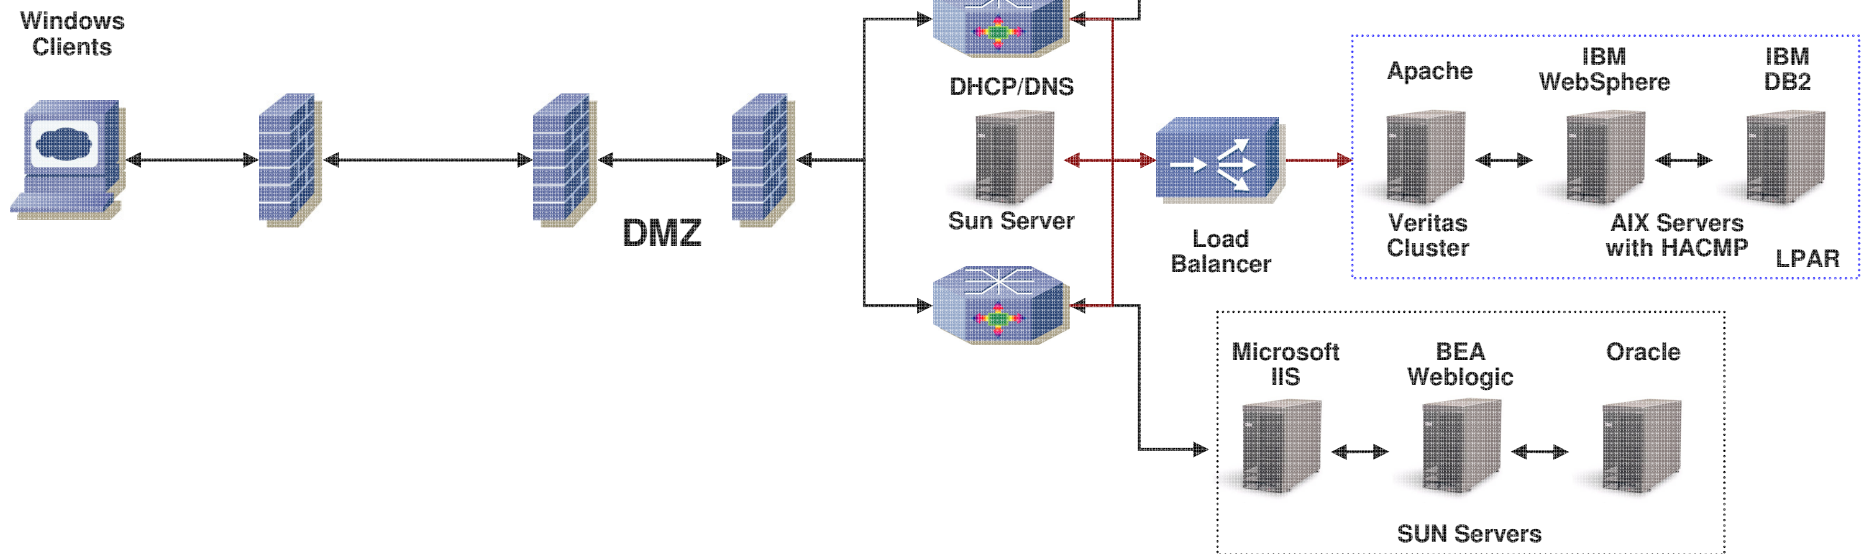 Windows
Clients
DMZ
DHCP/DNS
Sun Server
Load
Balancer
Apache
IBM
WebSphere
IBM
DB2
Veritas
Cluster
AIX Servers
with HACMP
LPAR
Microsoft
IIS
BEA
Weblogic
Oracle
SUN Servers